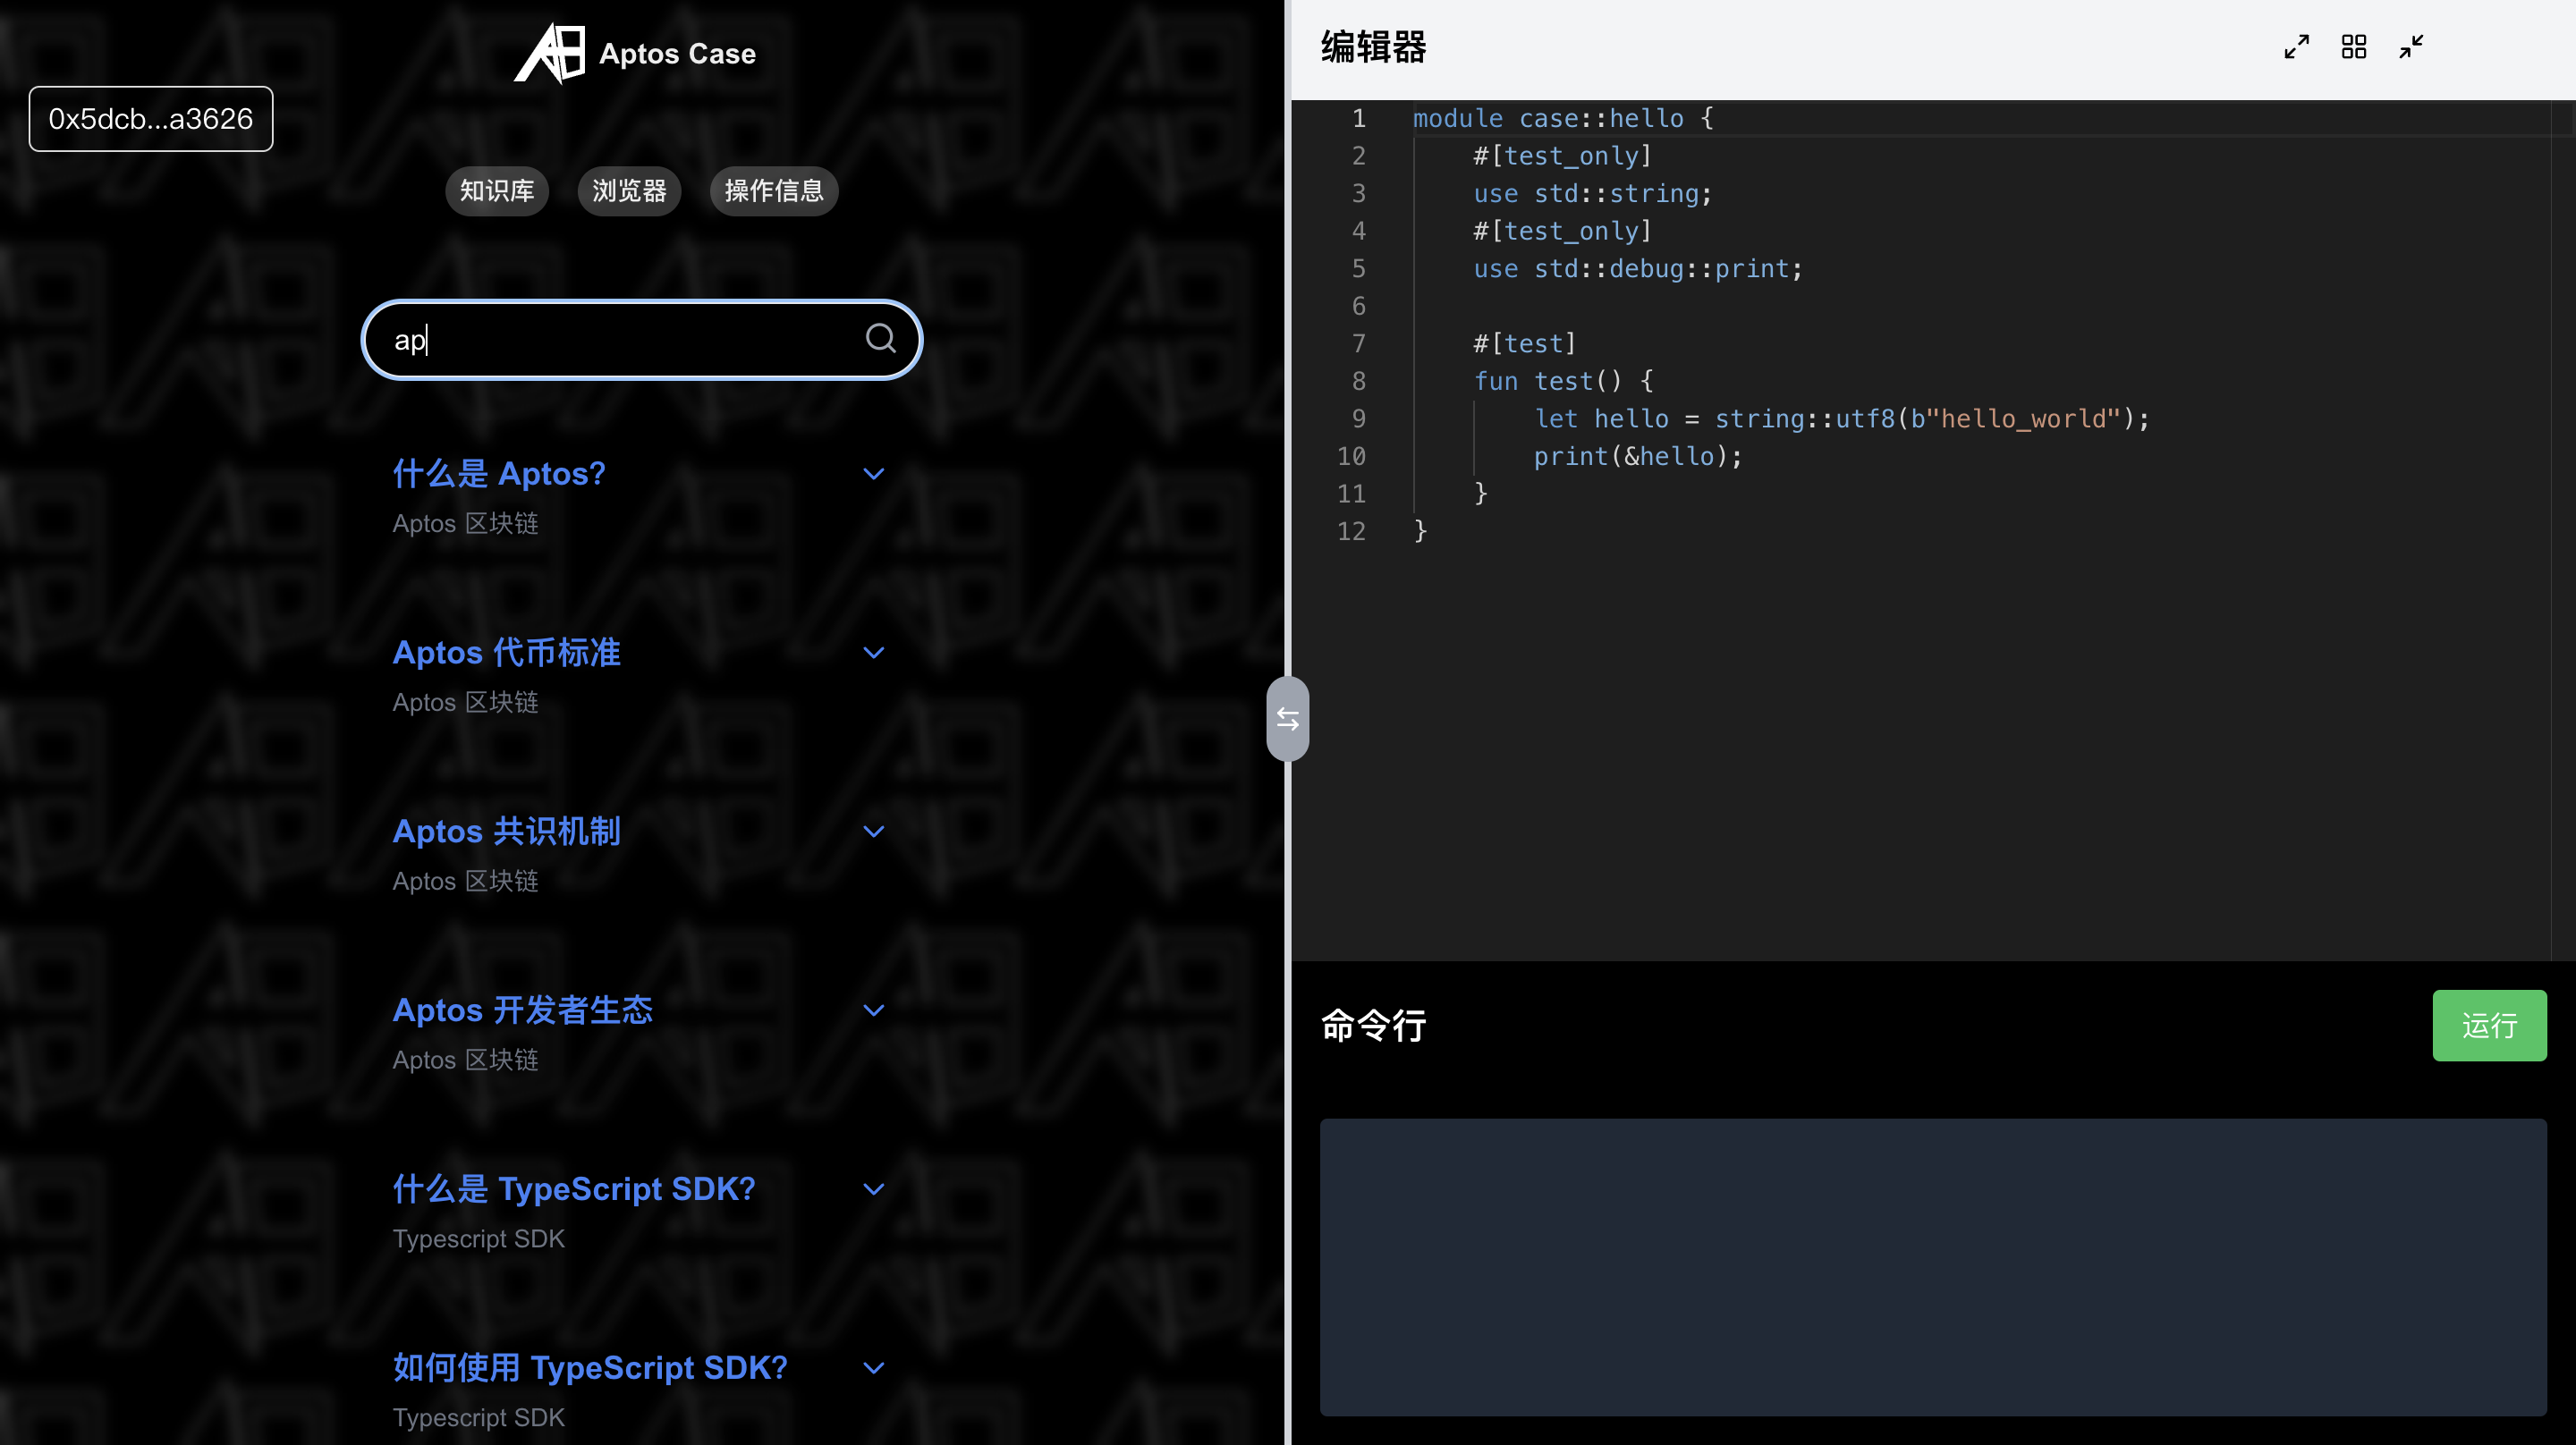 Aptos Case
0x5dcb...a3626
知识库
浏览器
操作信息
ap
什么是 Aptos?
Aptos 区块链
Aptos 代币标准
Aptos 区块链
Aptos 共识机制
Aptos 区块链
Aptos 开发者生态
Aptos 区块链
什么是 TypeScript SDK?
Typescript SDK
如何使用 TypeScript SDK?
Typescript SDK
编辑器
1 module case::hello {
2     #[test_only]
3     use std::string;
4     #[test_only]
5     use std::debug::print;
6
7     #[test]
8     fun test() {
9         let hello = string::utf8(b"hello_world");
10         print(&hello);
11     }
12 }
命令行
运行